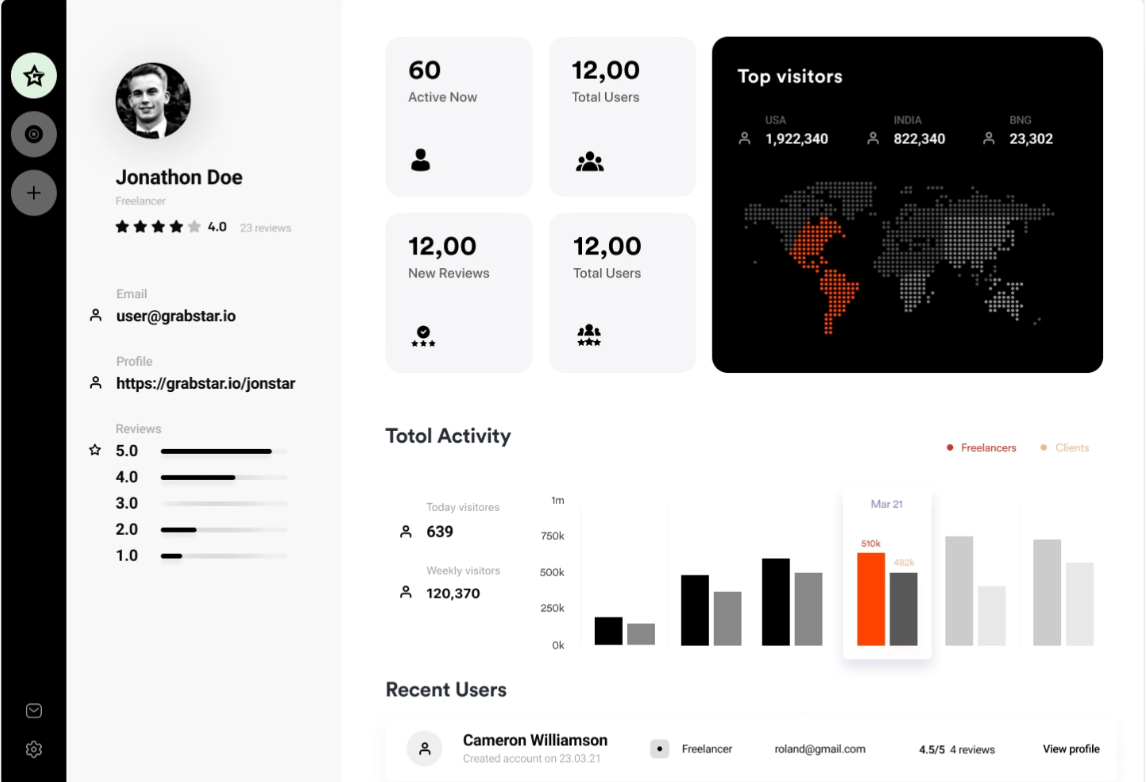 Jonathon Doe
Freelancer
4.0 23 reviews
Email
user@grabstar.io
Profile
https://grabstar.io/jonstar
Reviews
5.0
4.0
3.0
2.0
1.0
60
Active Now
12,00
Total Users
12,00
New Reviews
12,00
Total Users
Top visitors
USA
1,922,340
INDIA
822,340
BNG
23,302
Totol Activity
Freelancers
Clients
Today visitores
639
Weekly visitors
120,370
1m
750k
500k
250k
0k
Mar 21
510k
482k
Recent Users
Cameron Williamson
Created account on 23.03.21
Freelancer
roland@gmail.com
4.5/5 4 reviews
View profile